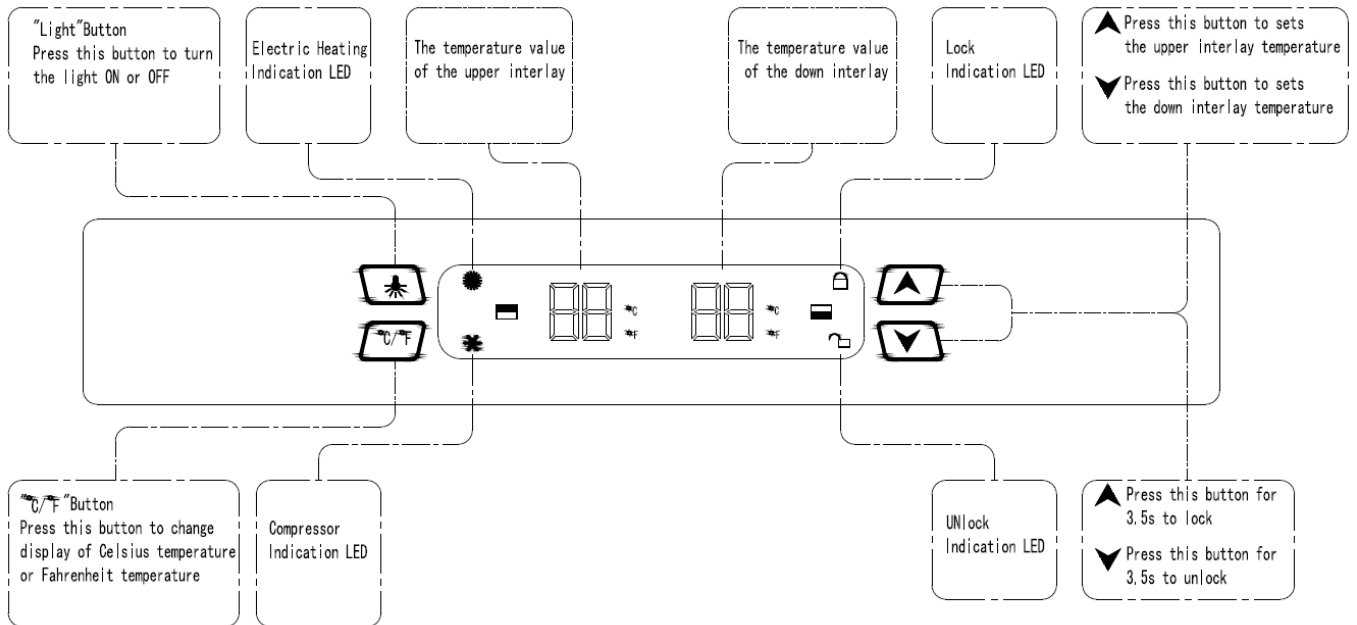 "Light"Button
Press this button to turn
the light ON or OFF
Electric Heating
Indication LED
The temperature value
of the upper interlay
The temperature value
of the down interlay
Lock
Indication LED
Press this button to sets
the upper interlay temperature
Press this button to sets
the down interlay temperature
℃/℉
88
℃
℉
88
℃
℉
"℃/℉"Button
Press this button to change
display of Celsius temperature
or Fahrenheit temperature
Compressor
Indication LED
UNlock
Indication LED
Press this button for
3.5s to lock
Press this button for
3.5s to unlock